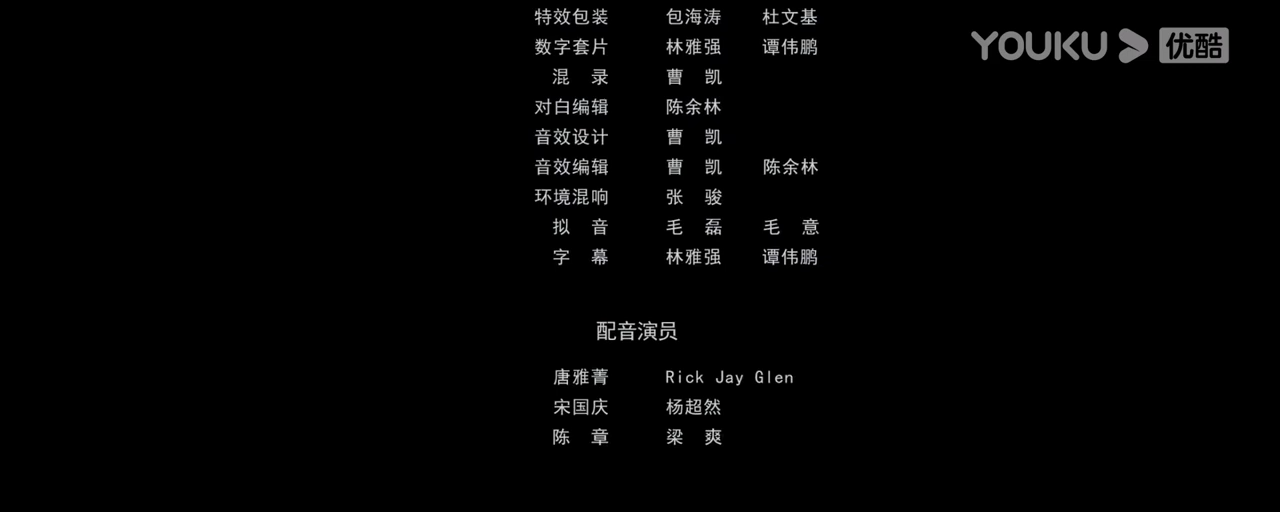 特效包装 包海涛 杜文基
YOUKU 优酷
数字套片 林雅强 谭伟鹏
混 录 曹 凯
对白编辑 陈余林
音效设计 曹 凯
音效编辑 曹 凯 陈余林
环境混响 张 骏
拟 音 毛 磊 毛 意
字 幕 林雅强 谭伟鹏
配音演员
唐雅菁 Rick Jay Glen
宋国庆 杨超然
陈 章 梁 爽